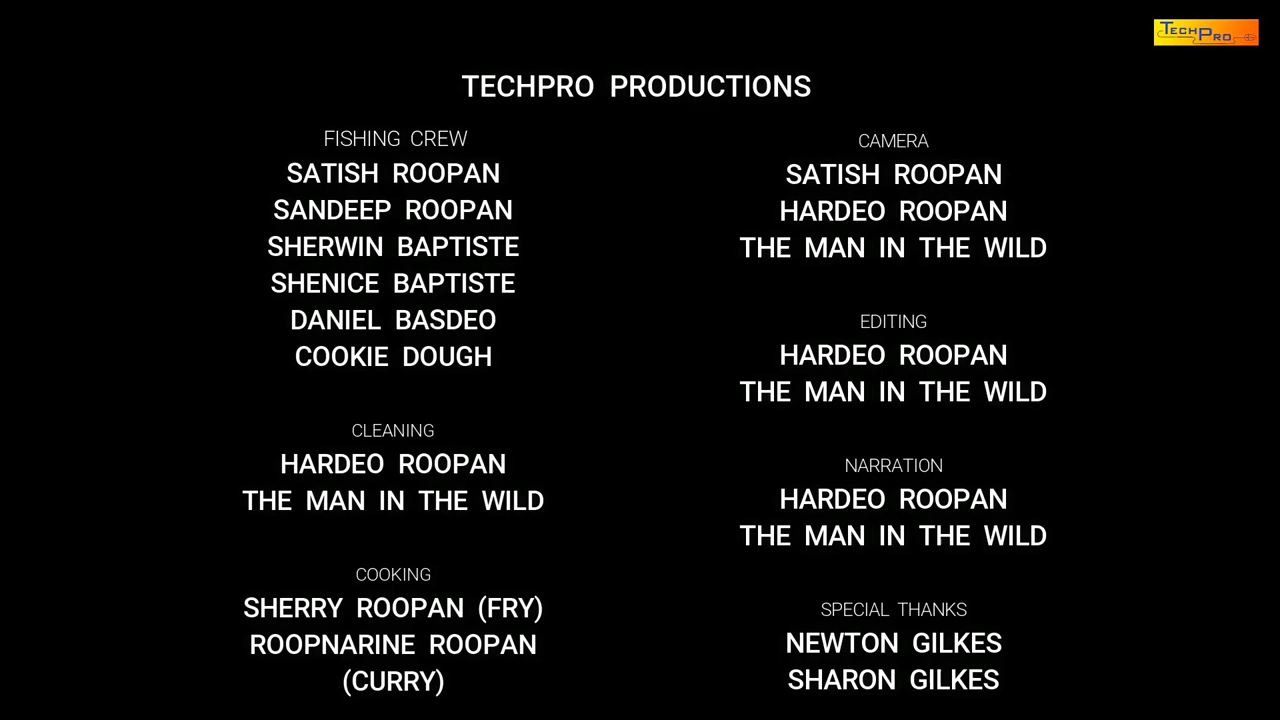 TECHPRO
TECHPRO PRODUCTIONS
FISHING CREW
SATISH ROOPAN
SANDEEP ROOPAN
SHERWIN BAPTISTE
SHENICE BAPTISTE
DANIEL BASDEO
COOKIE DOUGH
CLEANING
HARDEO ROOPAN
THE MAN IN THE WILD
COOKING
SHERRY ROOPAN (FRY)
ROOPNARINE ROOPAN
(CURRY)
CAMERA
SATISH ROOPAN
HARDEO ROOPAN
THE MAN IN THE WILD
EDITING
HARDEO ROOPAN
THE MAN IN THE WILD
NARRATION
HARDEO ROOPAN
THE MAN IN THE WILD
SPECIAL THANKS
NEWTON GILKES
SHARON GILKES